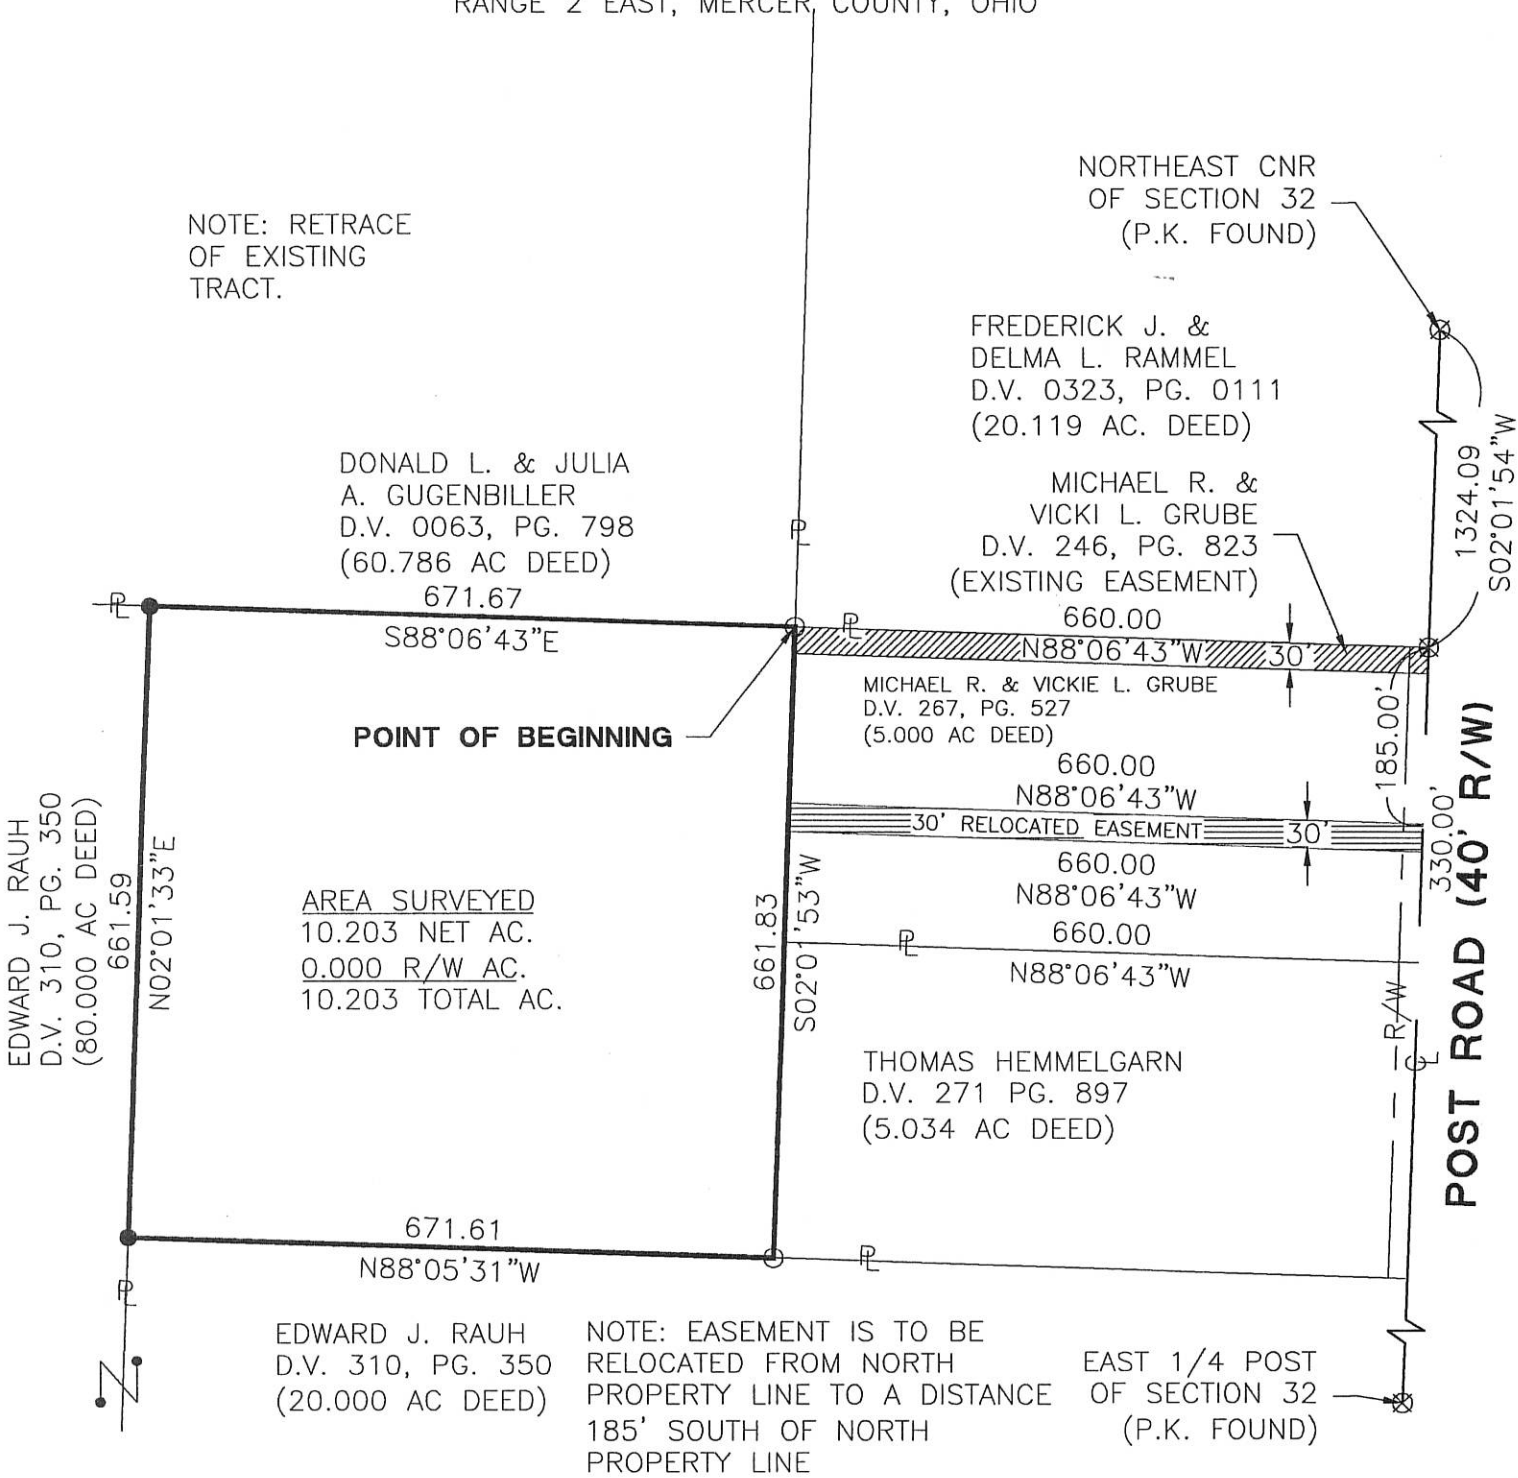 RANGE 2 EAST, MERCER COUNTY, OHIO
NORTHEAST CNR
OF SECTION 32
(P.K. FOUND)
NOTE: RETRACE
OF EXISTING
TRACT.
FREDERICK J. &
DELMA L. RAMMEL
D.V. 0323, PG. 0111
(20.119 AC. DEED)
1324.09
S02°01'54"W
DONALD L. & JULIA
A. GUGENBILLER
D.V. 0063, PG. 798
(60.786 AC DEED)
MICHAEL R. &
VICKI L. GRUBE
D.V. 246, PG. 823
(EXISTING EASEMENT)
PL
PL
671.67
S88°06'43"E
PL
660.00
N88°06'43"W
30'
MICHAEL R. & VICKIE L. GRUBE
D.V. 267, PG. 527
(5.000 AC DEED)
POINT OF BEGINNING
185.00'
660.00
N88°06'43"W
30' RELOCATED EASEMENT
30'
330.00'
660.00
N88°06'43"W
EDWARD J. RAUH
D.V. 310, PG. 350
(80.000 AC DEED)
661.59
N02°01'33"E
AREA SURVEYED
10.203 NET AC.
0.000 R/W AC.
10.203 TOTAL AC.
661.83
S02°01'53"W
660.00
PL
N88°06'43"W
R/W
CL
POST ROAD (40' R/W)
THOMAS HEMMELGARN
D.V. 271 PG. 897
(5.034 AC DEED)
671.61
N88°05'31"W
PL
PL
N
EDWARD J. RAUH
D.V. 310, PG. 350
(20.000 AC DEED)
NOTE: EASEMENT IS TO BE
RELOCATED FROM NORTH
PROPERTY LINE TO A DISTANCE
185' SOUTH OF NORTH
PROPERTY LINE
EAST 1/4 POST
OF SECTION 32
(P.K. FOUND)